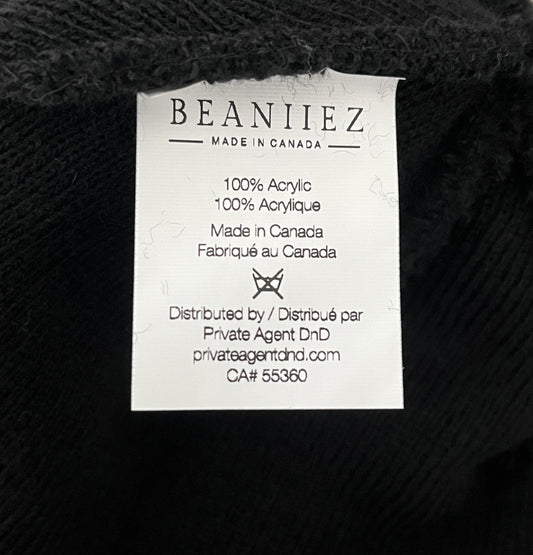 BEANIIEZ
MADE IN CANADA
100% Acrylic
100% Acrylique
Made in Canada
Fabriqué au Canada
Distributed by / Distribué par
Private Agent DnD
privateagentdnd.com
CA# 55360